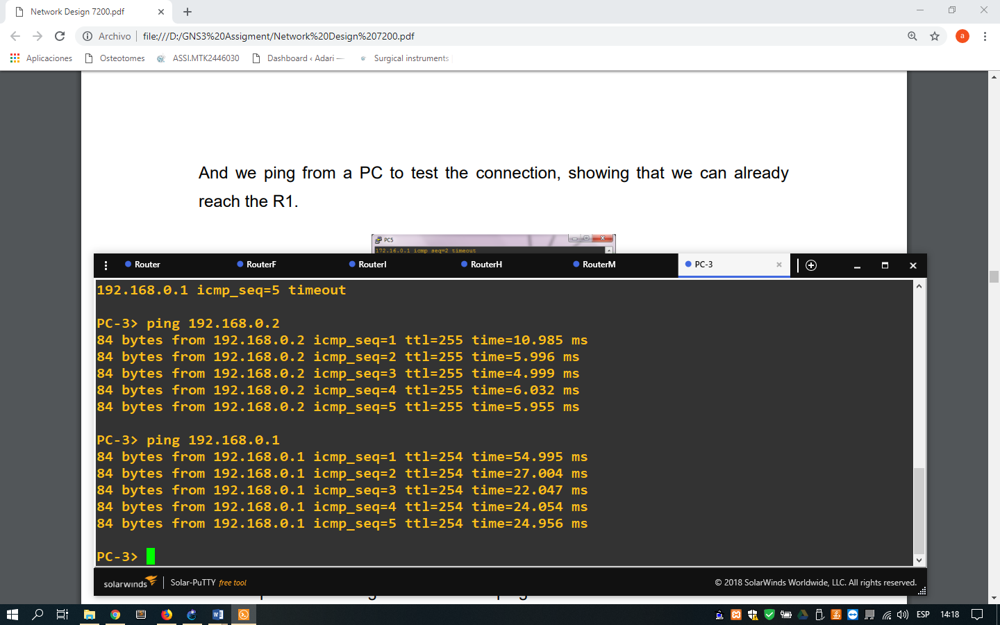 Network Design 7200.pdf
Archivo file:///D:/GNS3%20Assigment/Network%20Design%207200.pdf a
Aplicaciones Osteotomes ASSI.MTK2446030 Dashboard ‹ Adari — Surgical instruments
And we ping from a PC to test the connection, showing that we can already
reach the R1.
PC5
172.16.0.1 icmp_seq=2 timeout
Router RouterF RouterI RouterH RouterM PC-3
192.168.0.1 icmp_seq=5 timeout
PC-3> ping 192.168.0.2
84 bytes from 192.168.0.2 icmp_seq=1 ttl=255 time=10.985 ms
84 bytes from 192.168.0.2 icmp_seq=2 ttl=255 time=5.996 ms
84 bytes from 192.168.0.2 icmp_seq=3 ttl=255 time=4.999 ms
84 bytes from 192.168.0.2 icmp_seq=4 ttl=255 time=6.032 ms
84 bytes from 192.168.0.2 icmp_seq=5 ttl=255 time=5.955 ms
PC-3> ping 192.168.0.1
84 bytes from 192.168.0.1 icmp_seq=1 ttl=254 time=54.995 ms
84 bytes from 192.168.0.1 icmp_seq=2 ttl=254 time=27.004 ms
84 bytes from 192.168.0.1 icmp_seq=3 ttl=254 time=22.047 ms
84 bytes from 192.168.0.1 icmp_seq=4 ttl=254 time=24.054 ms
84 bytes from 192.168.0.1 icmp_seq=5 ttl=254 time=24.956 ms
PC-3>
solarwinds Solar-PuTTY free tool © 2018 SolarWinds Worldwide, LLC. All rights reserved.
ESP 14:18